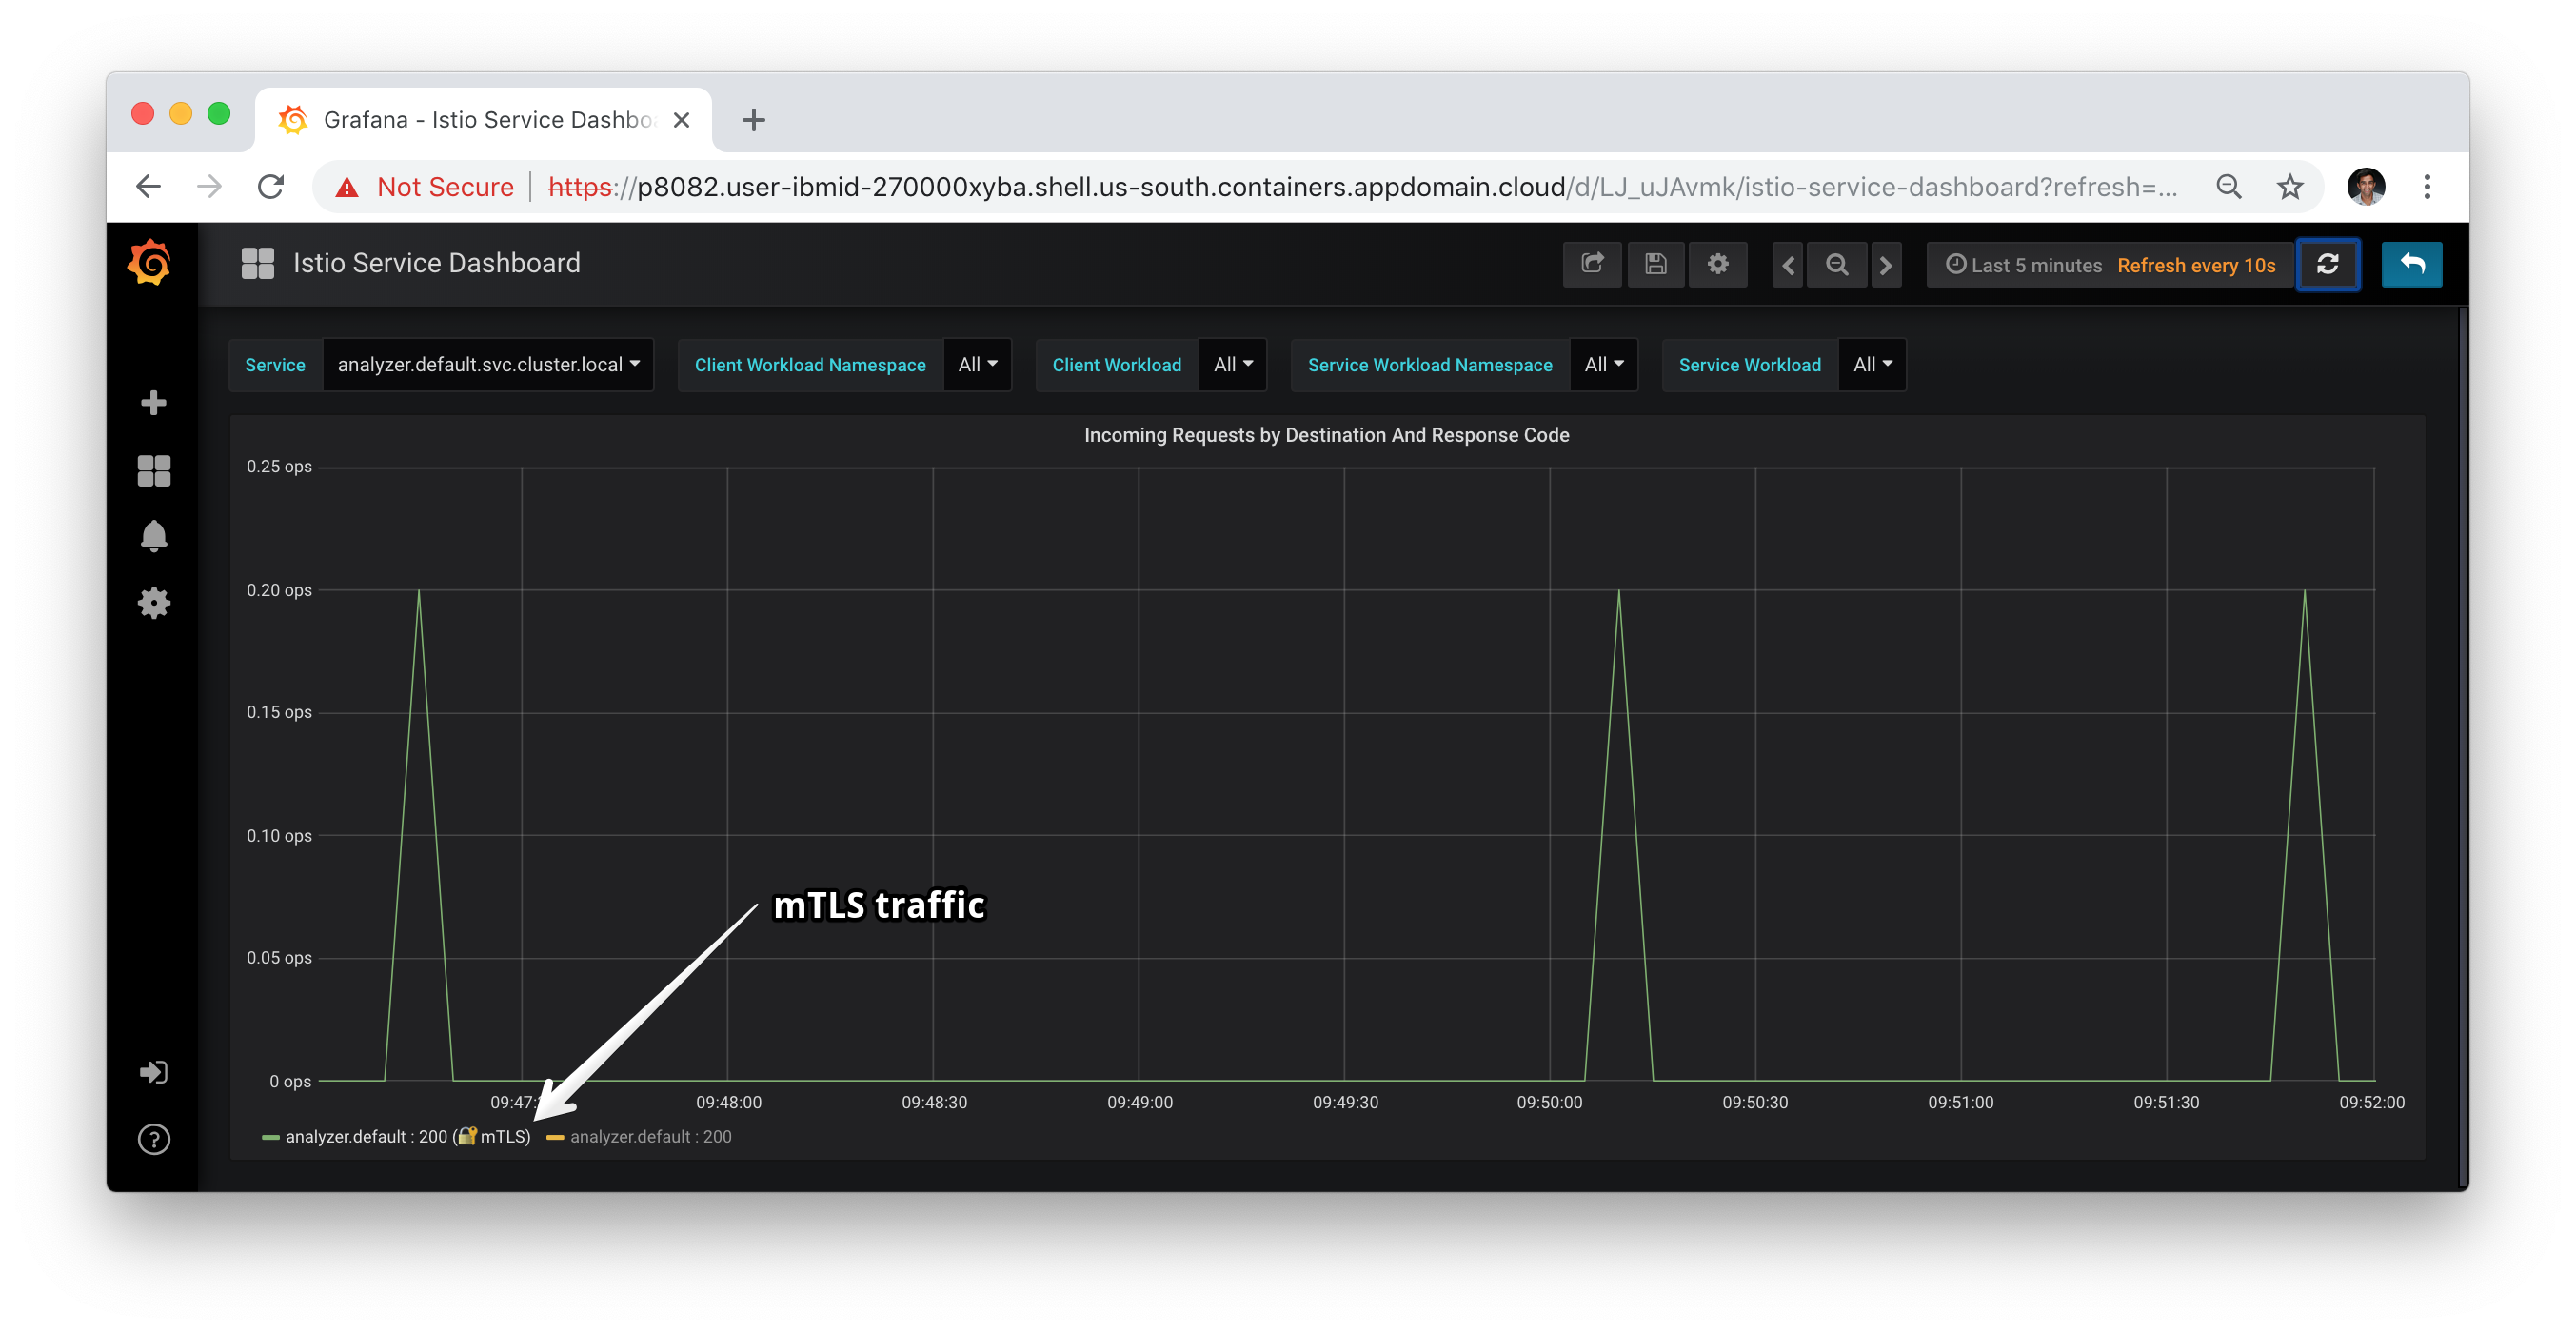 Grafana - Istio Service Dashbo
Not Secure https://p8082.user-ibmid-270000xyba.shell.us-south.containers.appdomain.cloud/d/LJ_uJAvmk/istio-service-dashboard?refresh=...
Istio Service Dashboard
Last 5 minutes Refresh every 10s
Service analyzer.default.svc.cluster.local Client Workload Namespace All Client Workload All Service Workload Namespace All Service Workload All
Incoming Requests by Destination And Response Code
0.25 ops
0.20 ops
0.15 ops
0.10 ops
mTLS traffic
0.05 ops
0 ops
09:47: 09:48:00 09:48:30 09:49:00 09:49:30 09:50:00 09:50:30 09:51:00 09:51:30 09:52:00
analyzer.default : 200 (🔐mTLS) analyzer.default : 200